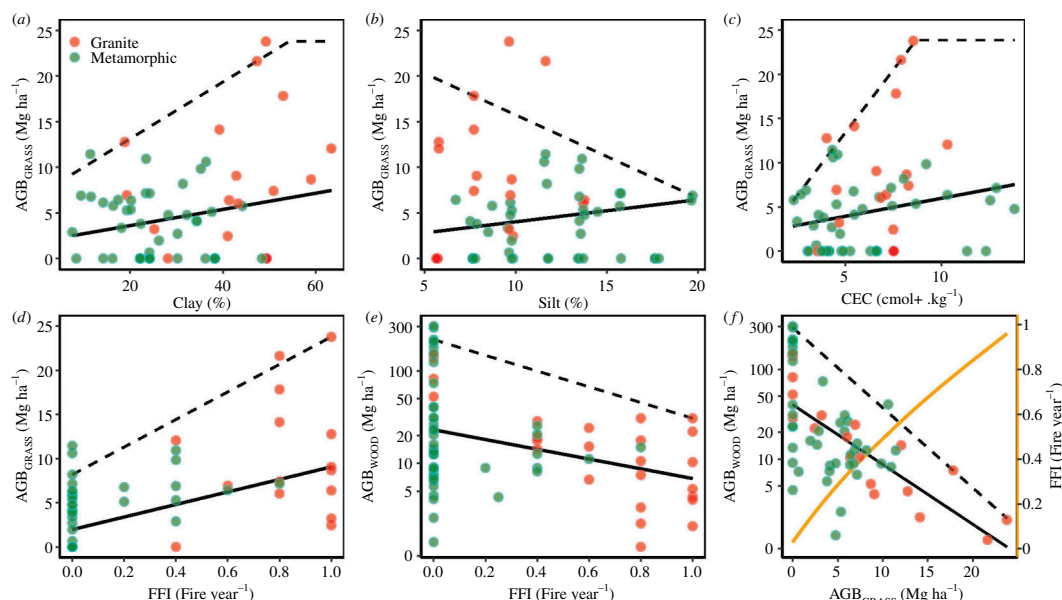 (a) (b) (c)
25 25 25
Granite
Metamorphic
20 20 20
15 15 15
10 10 10
5 5 5
0 0 0
AGB_GRASS (Mg ha⁻¹) AGB_GRASS (Mg ha⁻¹) AGB_GRASS (Mg ha⁻¹)
20 40 60 5 10 15 20 5 10
Clay (%) Silt (%) CEC (cmol+ .kg⁻¹)
(d) (e) (f)
25 300 300 1
20 100 100 0.8
15 50 50 0.6
10 20 20 0.4
5 10 10 0.2
0 5 5 0
0 0
AGB_GRASS (Mg ha⁻¹) AGB_WOOD (Mg ha⁻¹) AGB_WOOD (Mg ha⁻¹) FFI (Fire year⁻¹)
0.0 0.2 0.4 0.6 0.8 1.0 0.0 0.2 0.4 0.6 0.8 1.0 0 5 10 15 20 25
FFI (Fire year⁻¹) FFI (Fire year⁻¹) AGB_GRASS (Mg ha⁻¹)